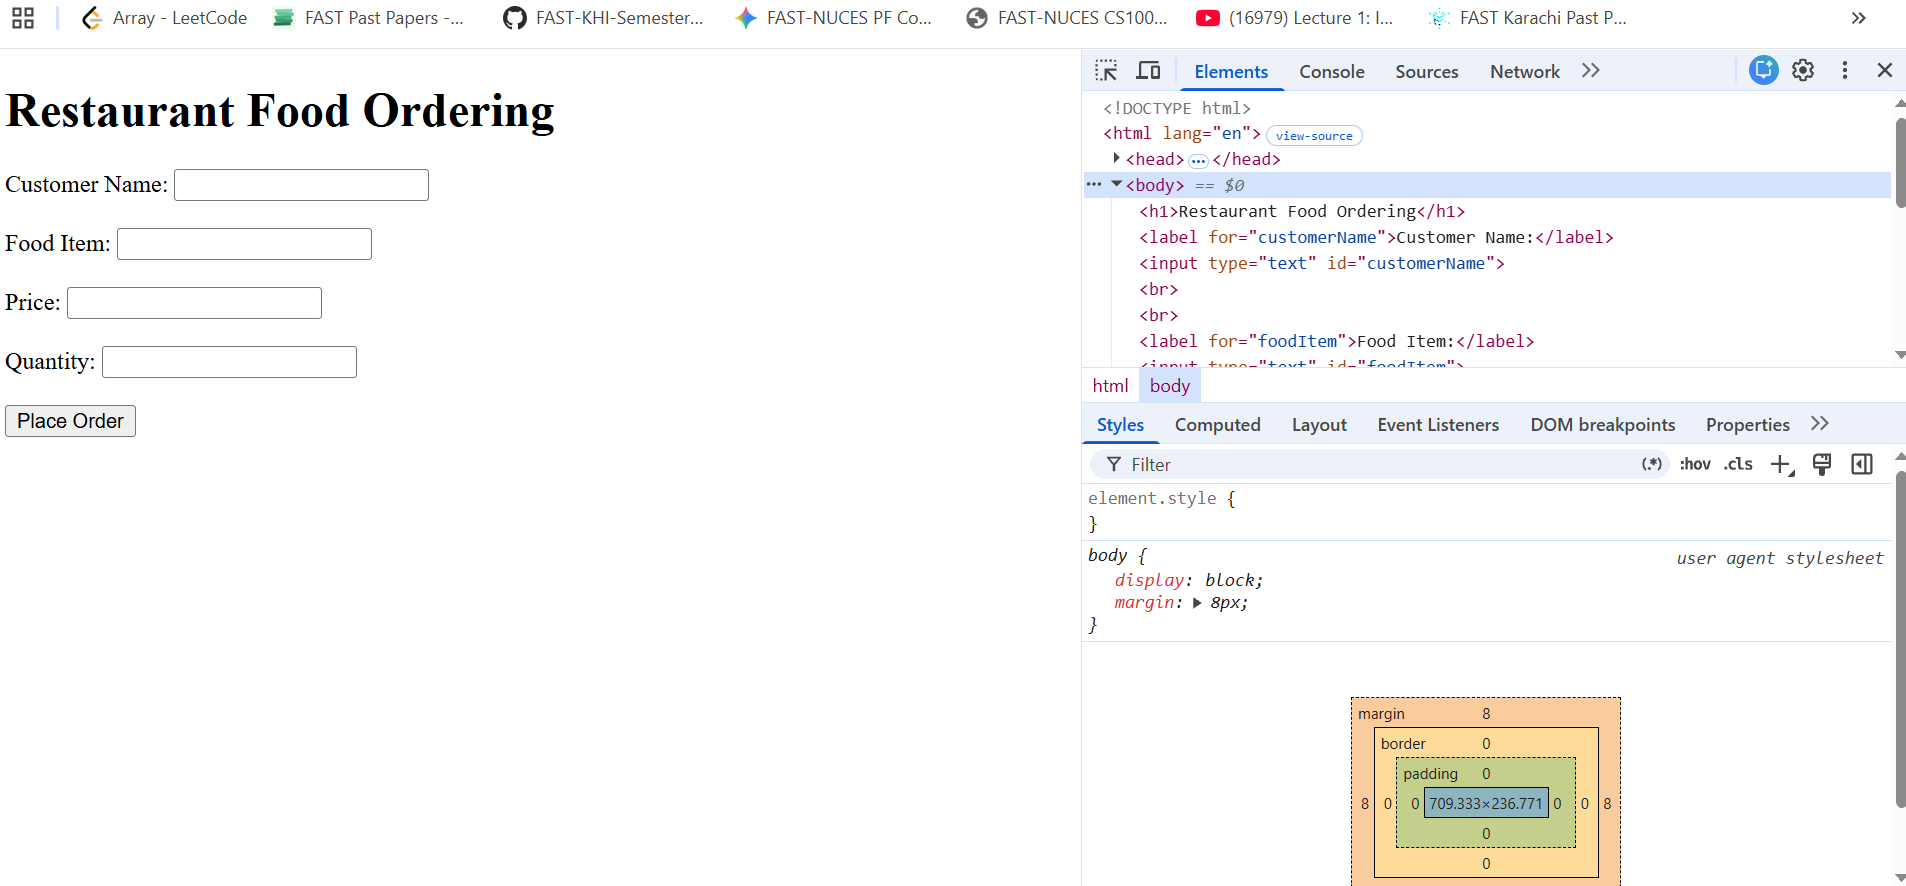 Array - LeetCode
FAST Past Papers -...
FAST-KHI-Semester...
FAST-NUCES PF Co...
FAST-NUCES CS100...
(16979) Lecture 1: I...
FAST Karachi Past P...
Restaurant Food Ordering
Customer Name:
Food Item:
Price:
Quantity:
Place Order
Elements Console Sources Network
<!DOCTYPE html>
<html lang="en"> view-source
<head> ... </head>
... <body> == $0
<h1>Restaurant Food Ordering</h1>
<label for="customerName">Customer Name:</label>
<input type="text" id="customerName">
<br>
<br>
<label for="foodItem">Food Item:</label>
<input type="text" id="foodItem">
html body
Styles Computed Layout Event Listeners DOM breakpoints Properties
Filter (.*) :hov .cls
element.style {
}
body { user agent stylesheet
display: block;
margin: 8px;
}
margin 8
border 0
padding 0
8 0 0 709.333×236.771 0 0 8
0
0